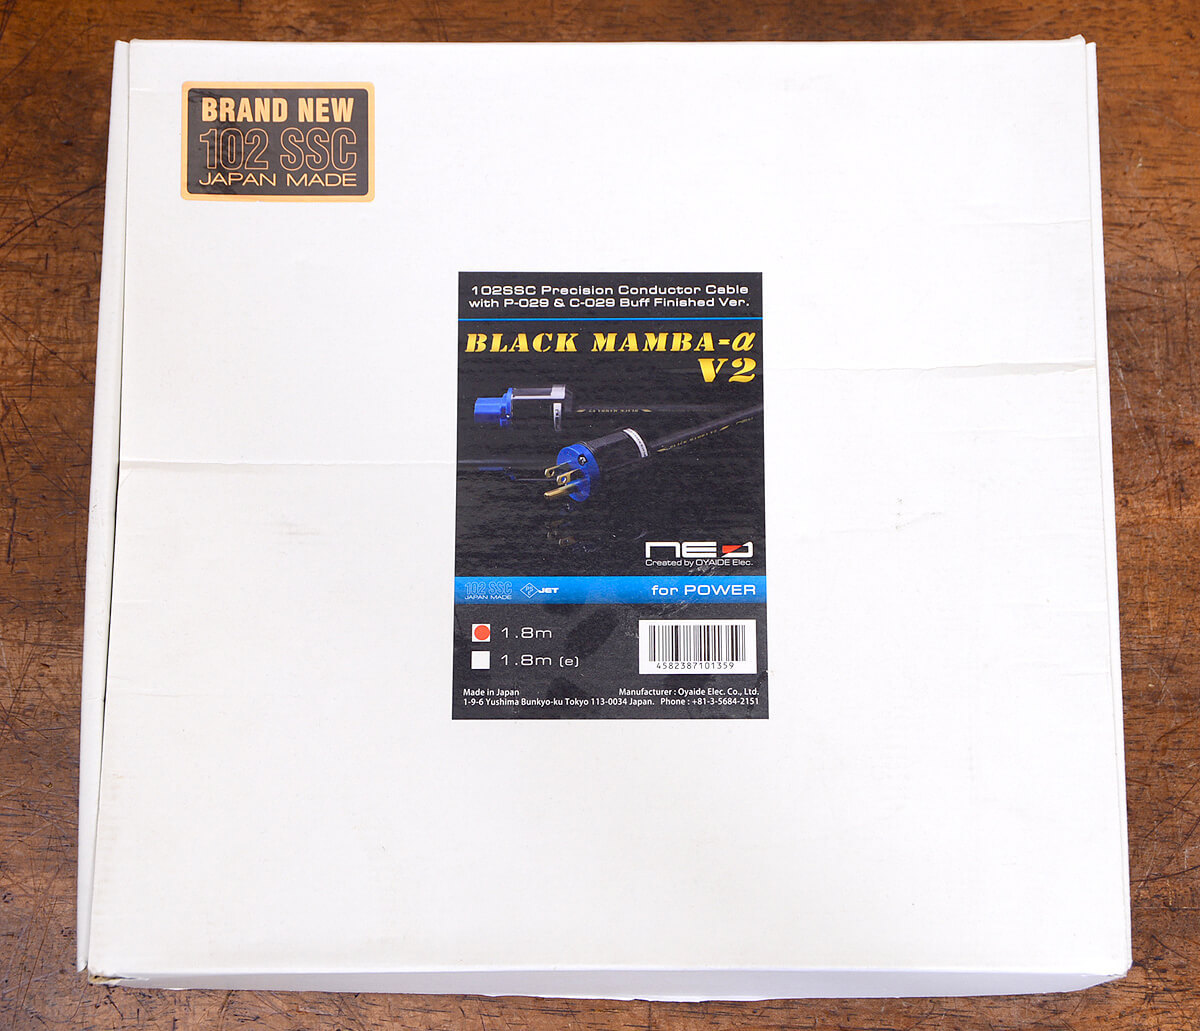 BRAND NEW
102 SSC
JAPAN MADE
102SSC Precision Conductor Cable
with P-029 & C-029 Buff Finished Ver.
BLACK MAMBA-α
V2
NEO
Created by OYAIDE Elec.
102 SSC
JAPAN MADE
JET
for POWER
1.8m
1.8m (e)
4582387101359
Made in Japan
Manufacturer : Oyaide Elec. Co., Ltd.
1-9-6 Yushima Bunkyo-ku Tokyo 113-0034 Japan. Phone : +81-3-5684-2151